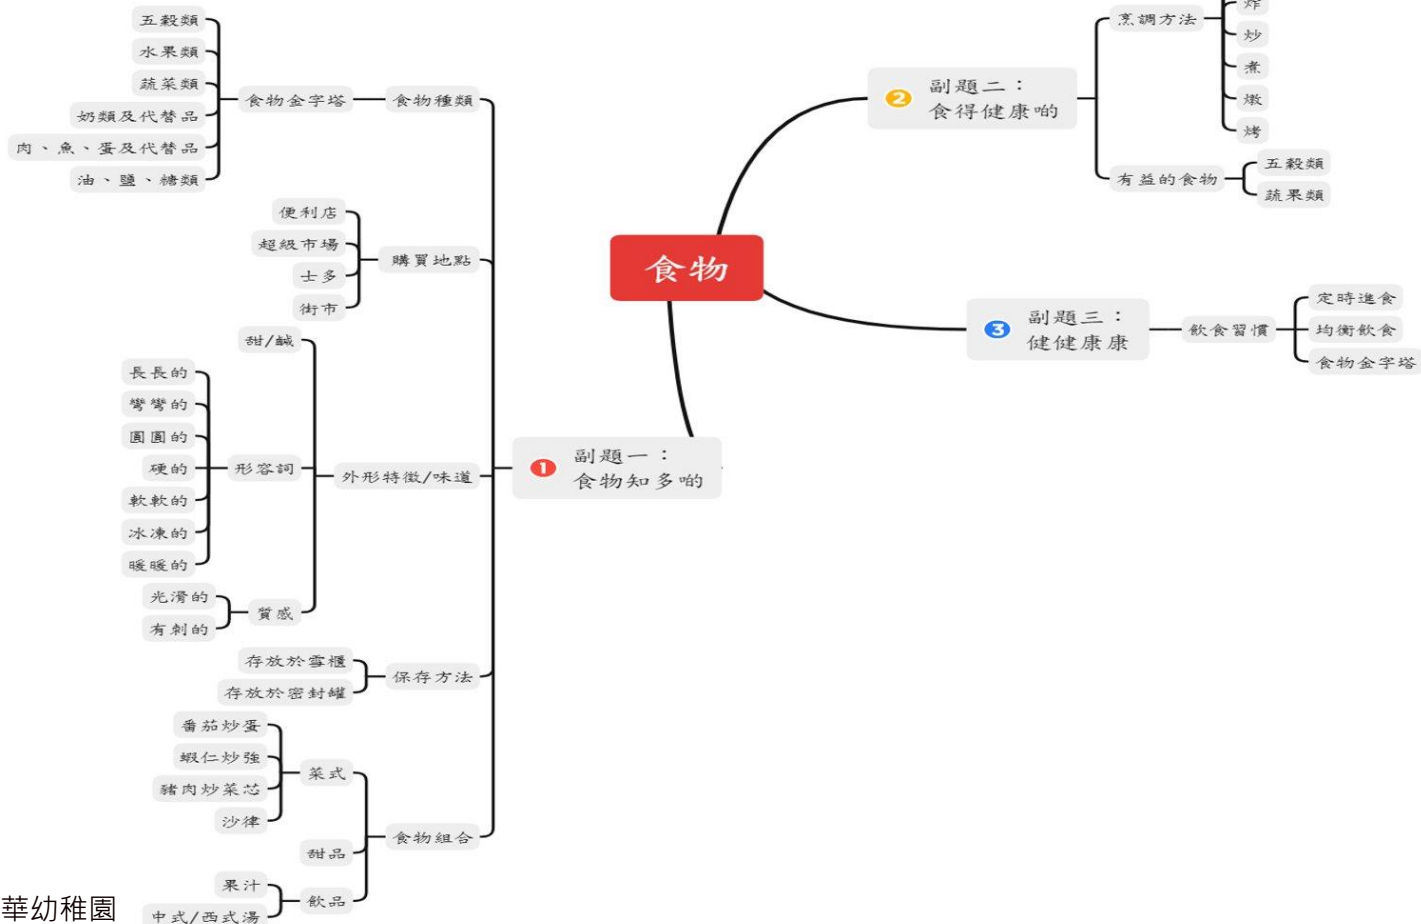 食物
副題一：
食物知多啲
食物種類
食物金字塔
五穀類
水果類
蔬菜類
奶類及代替品
肉、魚、蛋及代替品
油、鹽、糖類
購買地點
便利店
超級市場
士多
街市
外形特徵/味道
甜/鹹
形容詞
長長的
彎彎的
圓圓的
硬的
軟軟的
冰凍的
暖暖的
質感
光滑的
有刺的
保存方法
存放於雪櫃
存放於密封罐
食物組合
菜式
番茄炒蛋
蝦仁炒強
豬肉炒菜芯
沙律
甜品
飲品
果汁
中式/西式湯
副題二：
食得健康啲
烹調方法
炸
炒
煮
燉
烤
有益的食物
五穀類
蔬果類
副題三：
健健康康
飲食習慣
定時進食
均衡飲食
食物金字塔
華幼稚園